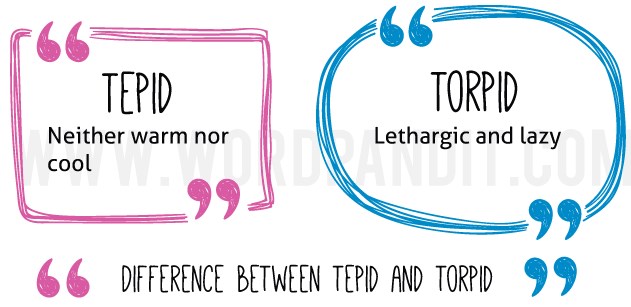 TEPID
Neither warm nor
cool
TORPID
Lethargic and lazy
WWW.WORDPANDIT.COM
DIFFERENCE BETWEEN TEPID AND TORPID